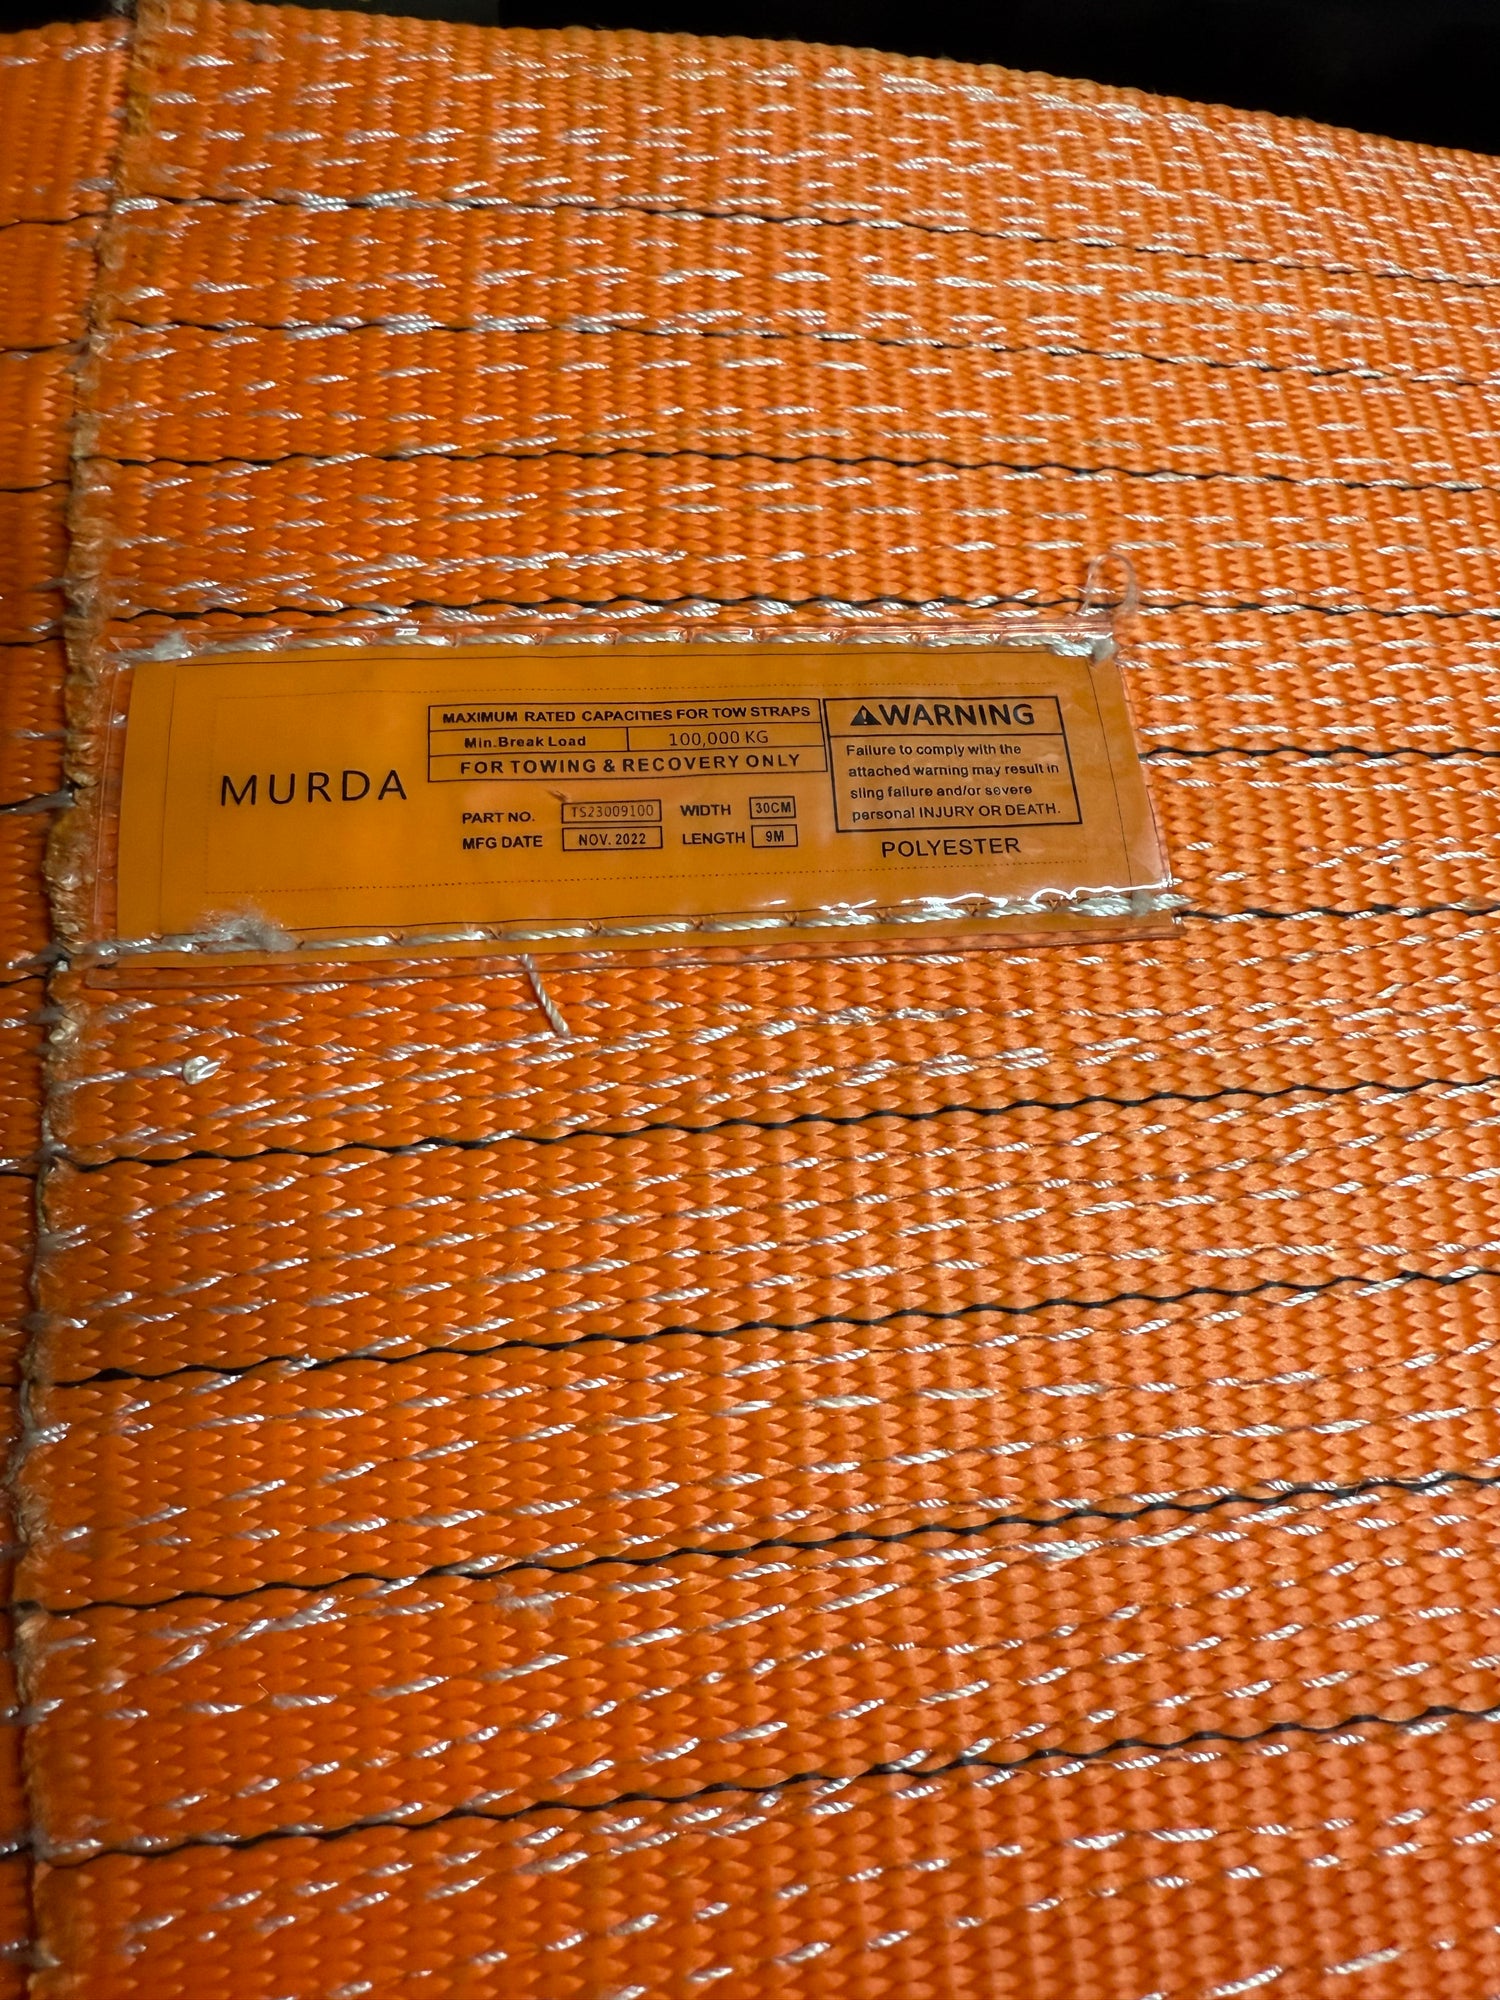 MURDA
MAXIMUM RATED CAPACITIES FOR TOW STRAPS
Min.Break Load 100,000 KG
FOR TOWING & RECOVERY ONLY
PART NO. TS23009100 WIDTH 30CM
MFG DATE NOV. 2022 LENGTH 9M
⚠WARNING
Failure to comply with the
attached warning may result in
sling failure and/or severe
personal INJURY OR DEATH.
POLYESTER